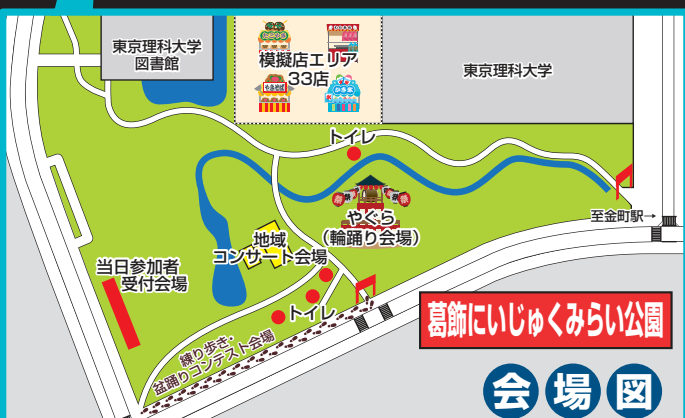 東京理科大学
図書館
模擬店エリア
33店
東京理科大学
トイレ
やぐら
(輪踊り会場)
至金町駅→
地域
コンサート会場
当日参加者
受付会場
トイレ
練り歩き・
盆踊りコンテスト会場
葛飾にいじゅくみらい公園
会場図